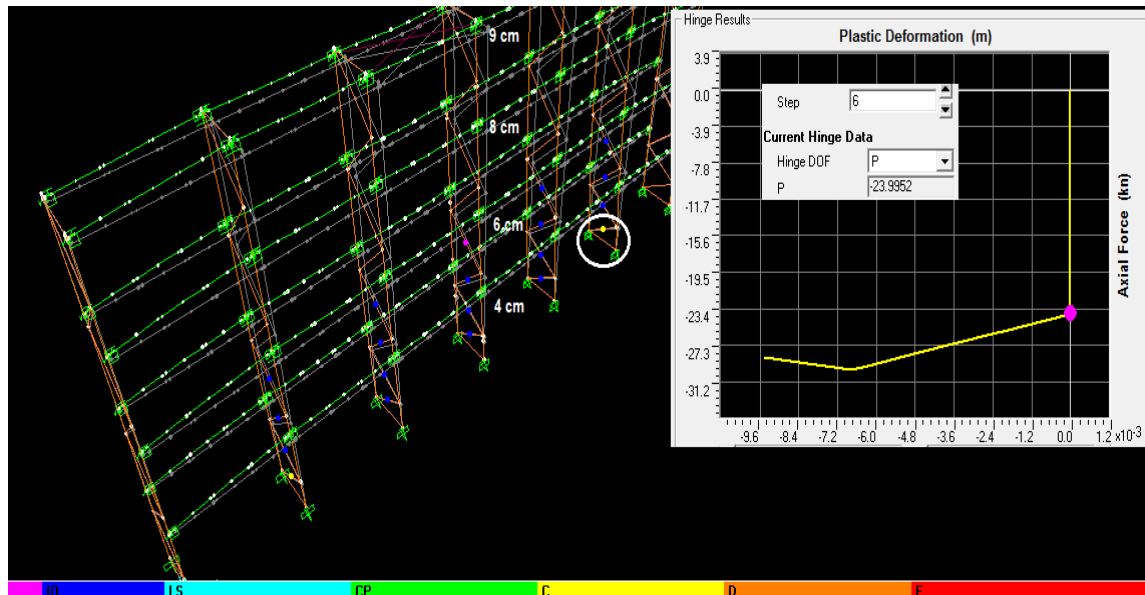 9 cm
8 cm
6 cm
4 cm
Hinge Results
Plastic Deformation (m)
3.9
0.0
-3.9
-7.8
-11.7
-15.6
-19.5
-23.4
-27.3
-31.2
Step 6
Current Hinge Data
Hinge DOF P
P -23.9952
Axial Force (kn)
-9.6 -8.4 -7.2 -6.0 -4.8 -3.6 -2.4 -1.2 0.0 1.2 x10-3
IO LS CP C D E